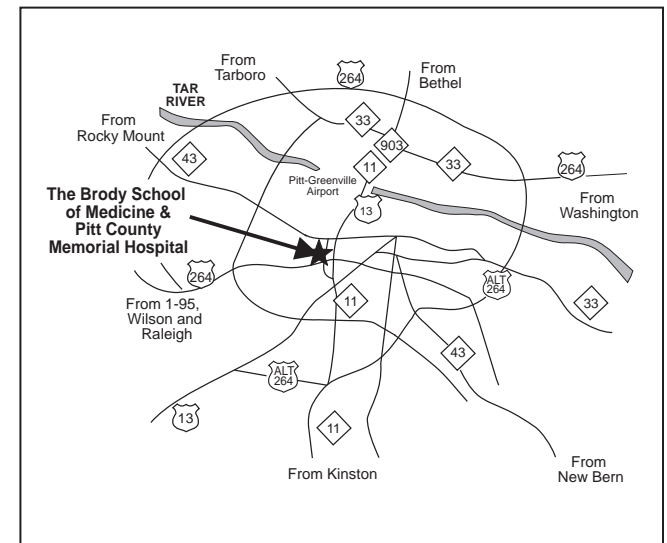 From
Tarboro
264
From
Bethel
TAR
RIVER
From
Rocky Mount
33
903
43
11
33
264
Pitt-Greenville
Airport
13
From
Washington
The Brody School
of Medicine &
Pitt County
Memorial Hospital
264
From 1-95,
Wilson and
Raleigh
ALT
264
11
33
43
ALT
264
13
11
From Kinston
From
New Bern